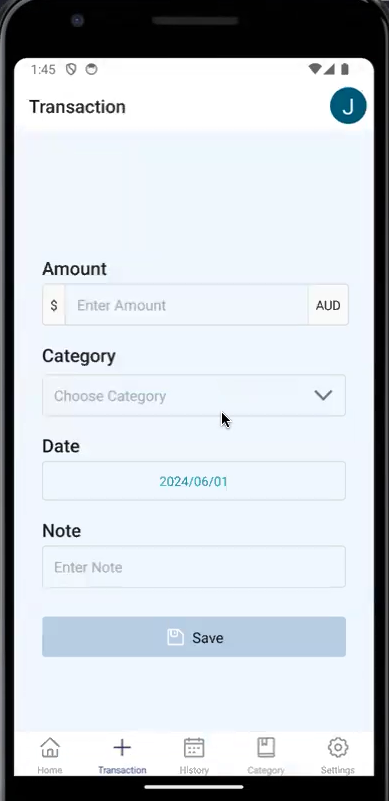 1:45
Transaction
J
Amount
$ Enter Amount AUD
Category
Choose Category
Date
2024/06/01
Note
Enter Note
Save
Home Transaction History Category Settings